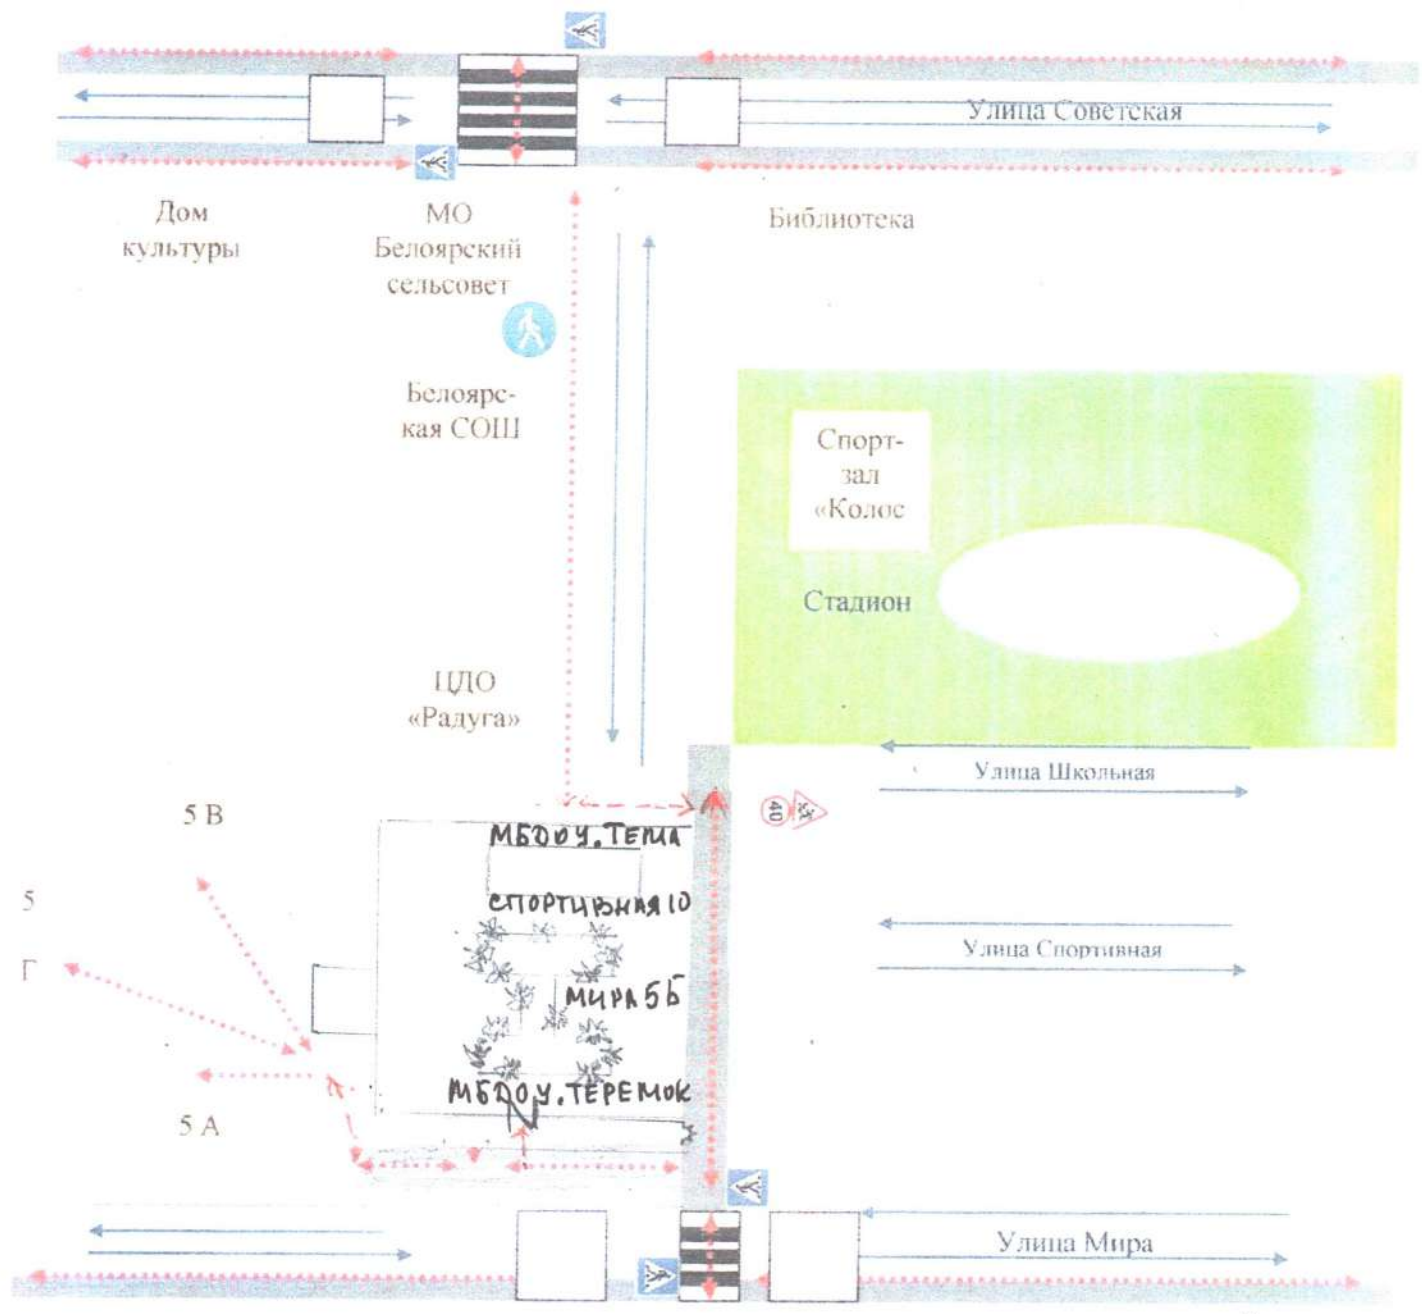 Улица Советская
Дом
культуры
МО
Белоярский
сельсовет
Библиотека
Белоярс-
кая СОШ
Спорт-
зал
«Колос
Стадион
ЦДО
«Радуга»
Улица Школьная
40
5 В
МБДОУ.ТЕМА
5
СПОРТИВНАЯ 10
Улица Спортивная
Г
МИРА 5Б
МБДОУ.ТЕРЕМОК
5 А
Улица Мира